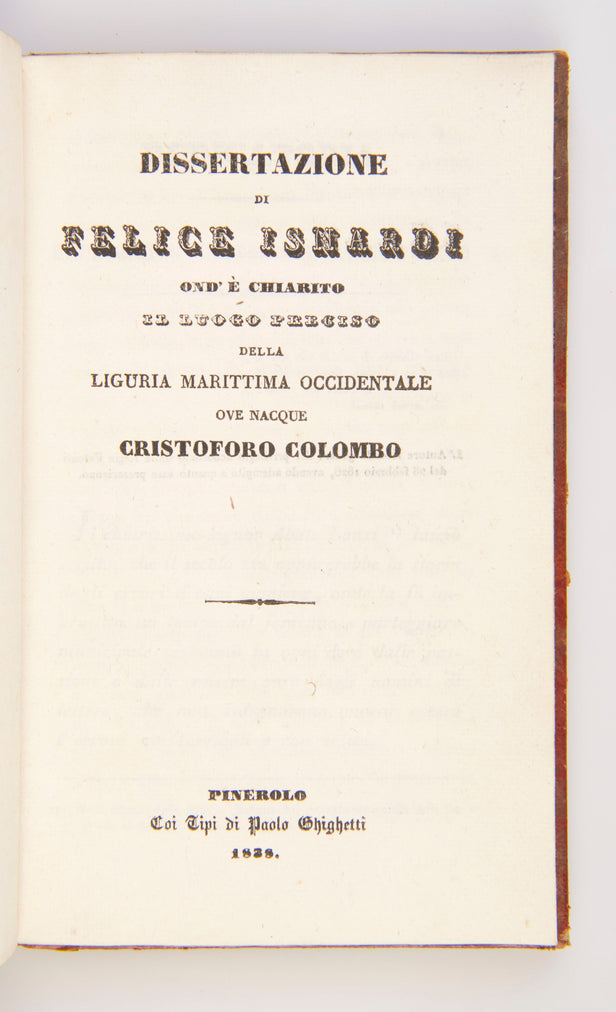 DISSERTAZIONE
DI
FELICE ISNARDI
OND' È CHIARITO
IL LUOGO PRECISO
DELLA
LIGURIA MARITTIMA OCCIDENTALE
OVE NACQUE
CRISTOFORO COLOMBO
PINEROLO
Coi Tipi di Paolo Ghighetti
1838.